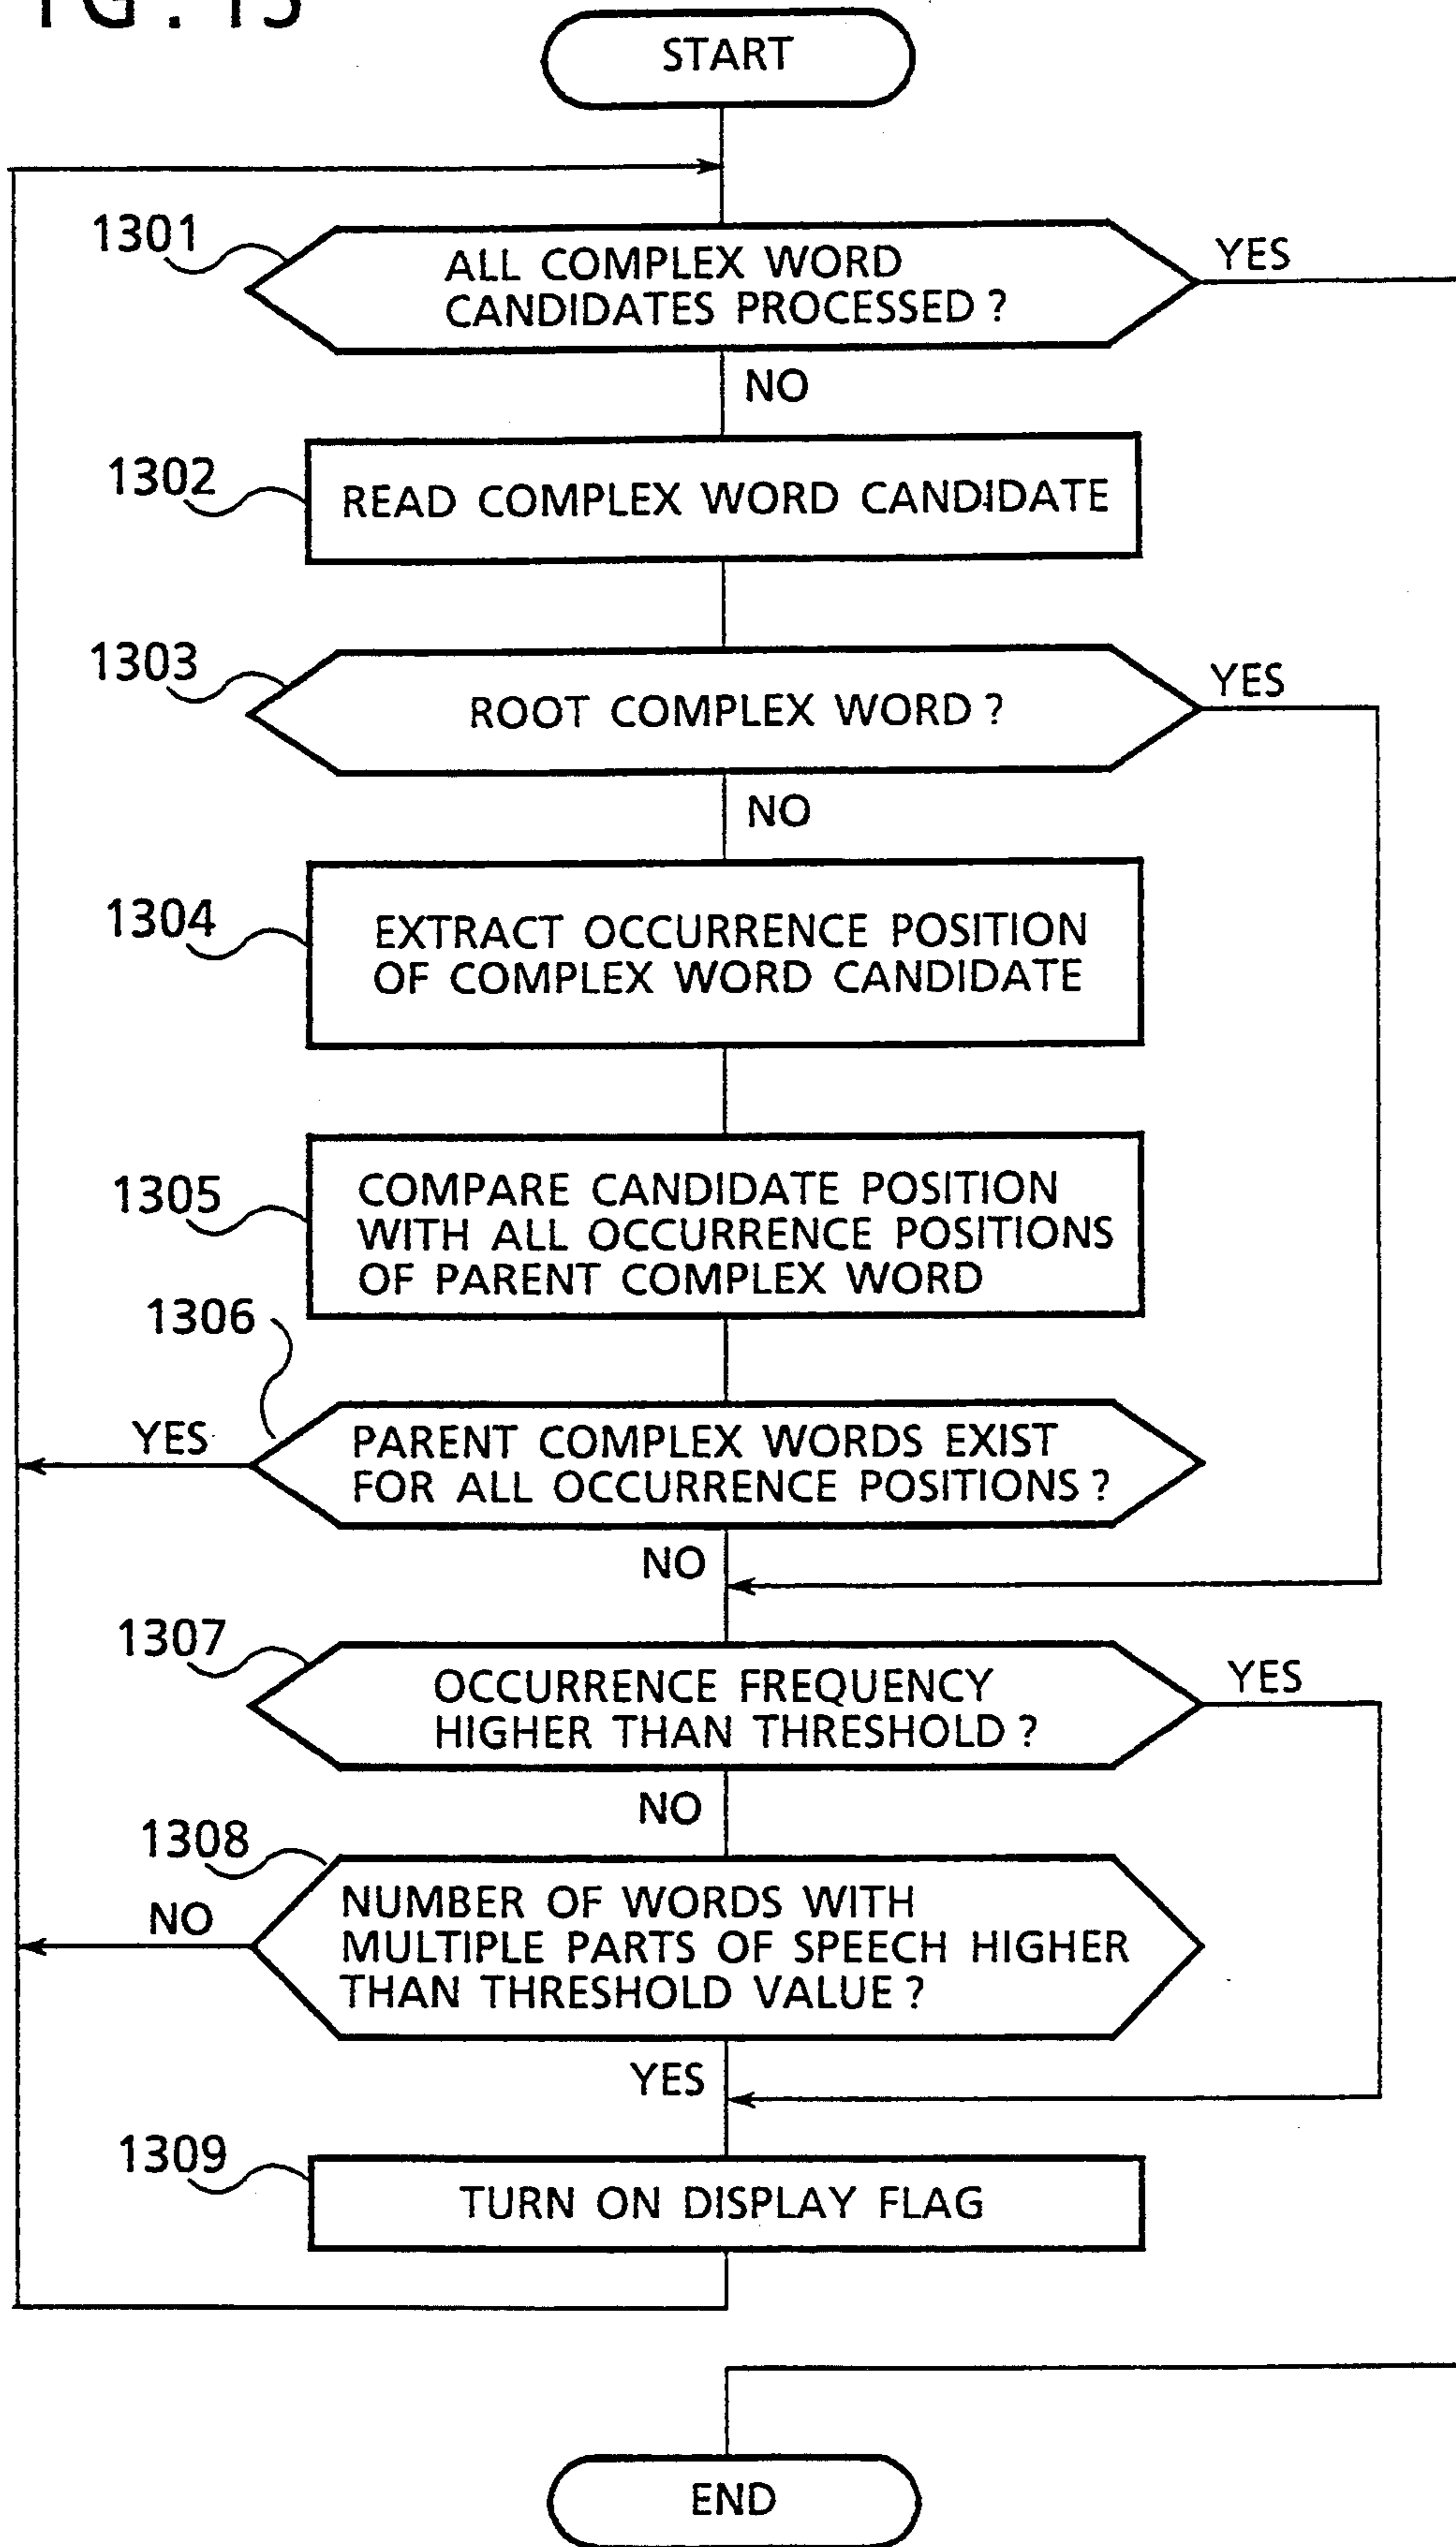 IG. 13
START
1301
ALL COMPLEX WORD
CANDIDATES PROCESSED ?
YES
NO
1302
READ COMPLEX WORD CANDIDATE
1303
ROOT COMPLEX WORD ?
YES
NO
1304
EXTRACT OCCURRENCE POSITION
OF COMPLEX WORD CANDIDATE
1305
COMPARE CANDIDATE POSITION
WITH ALL OCCURRENCE POSITIONS
OF PARENT COMPLEX WORD
1306
YES
PARENT COMPLEX WORDS EXIST
FOR ALL OCCURRENCE POSITIONS ?
NO
1307
OCCURRENCE FREQUENCY
HIGHER THAN THRESHOLD ?
YES
NO
1308
NO
NUMBER OF WORDS WITH
MULTIPLE PARTS OF SPEECH HIGHER
THAN THRESHOLD VALUE ?
YES
1309
TURN ON DISPLAY FLAG
END